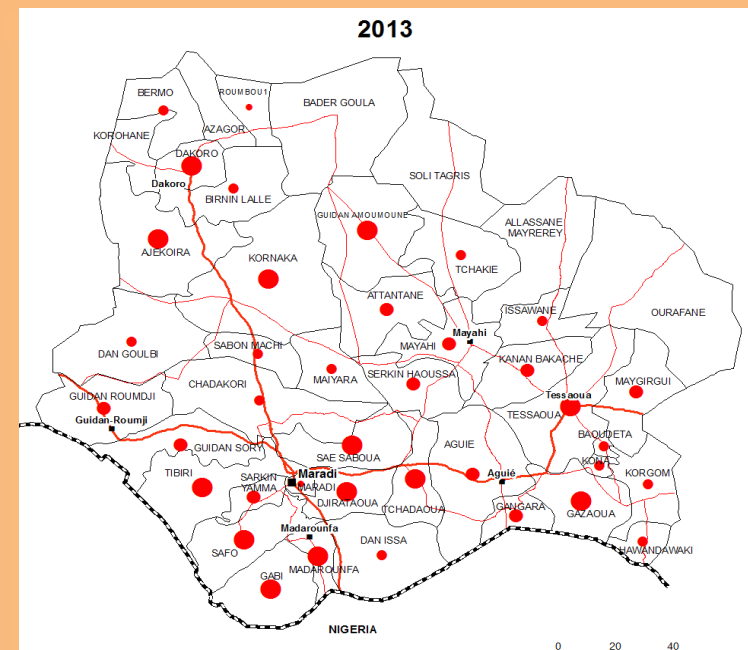 2013
BERMO
ROUMBOU1
BADER GOULA
KOROHANE
AZAGOR
DAKORO
Dakoro
SOLI TAGRIS
BIRNIN LALLE
GUIDAN AMOUMOUNE
ALLASSANE
MAYREREY
AJEKOIRA
KORNAKA
TCHAKIE
ATTANTANE
ISSAWANE
OURAFANE
Mayahi
SABON MACHI
MAYAHI
DAN GOULBI
KANAN BAKACHE
MAIYARA
SERKIN HAOUSSA
CHADAKORI
MAYGIRGUI
GUIDAN ROUMDJI
Tessaoua
Guidan-Roumji
TESSAOUA
BAOUDETA
GUIDAN SORY
AGUIE
SAE SABOUA
KONA
TIBIRI
SARKIN
YAMMA
Maradi
MARADI
Aguié
KORGOM
DJIRATAOUA
TCHADAOUA
GANGARA
GAZAOUA
Madarounfa
DAN ISSA
SAFO
HAWANDAWAKI
MADAROUNFA
GABI
NIGERIA
0 20 40